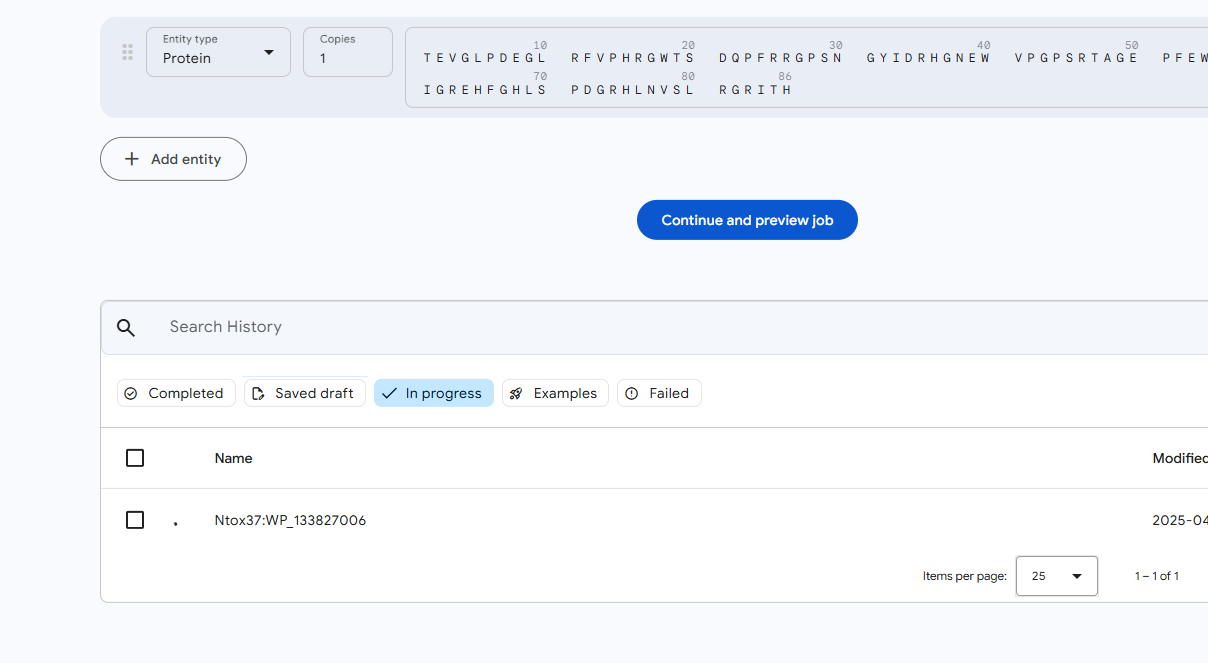 Entity type
Protein
Copies
1
10 20 30 40 50
TEVGLPDEGL RFVPHRGWTS DQPFRRGPSN GYIDRHGNEW VPGPSRTAGE PFEW
70 80 86
IGREHFGHLS PDGRHLNVSL RGRITH
Add entity
Continue and preview job
Search History
Completed Saved draft In progress Examples Failed
Name Modified
Ntox37:WP_133827006 2025-04
Items per page: 25 1 – 1 of 1